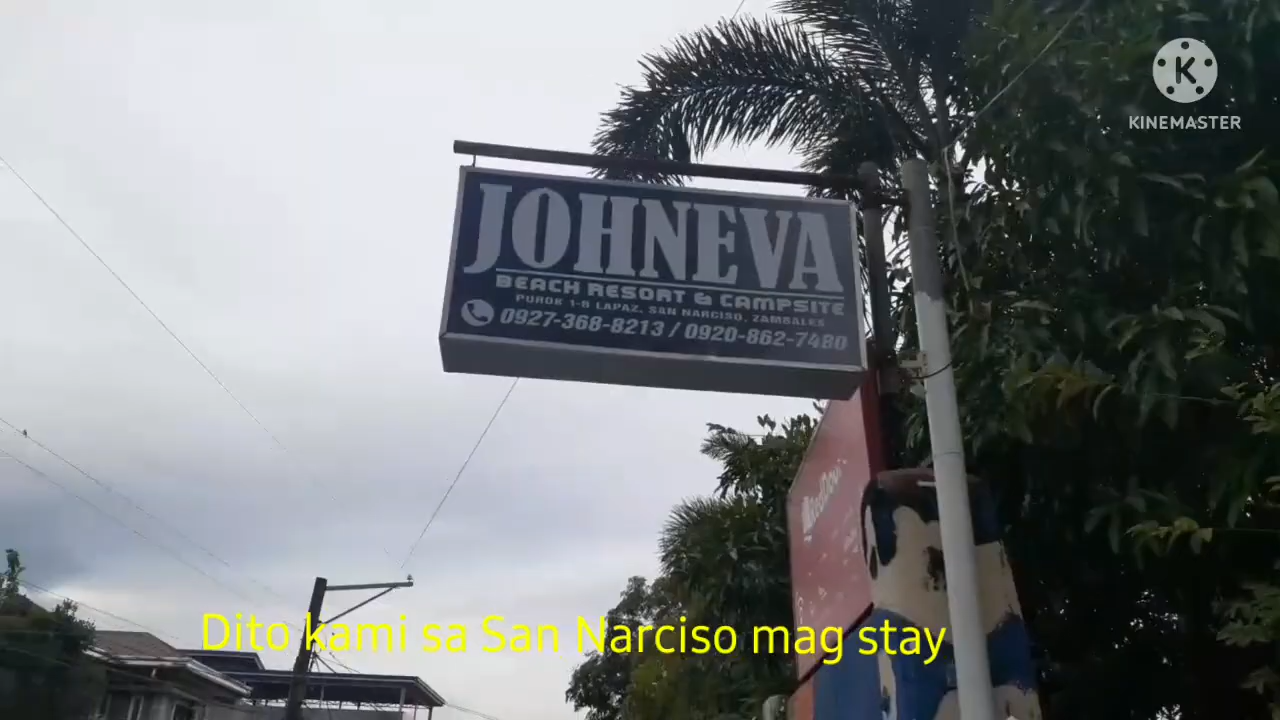 KINEMASTER
JOHNEVA
BEACH RESORT & CAMPSITE
PUROK 1-B LAPAZ, SAN NARCISO, ZAMBALES
0927-368-8213 / 0920-862-7480
RedDoorz
Dito kami sa San Narciso mag stay